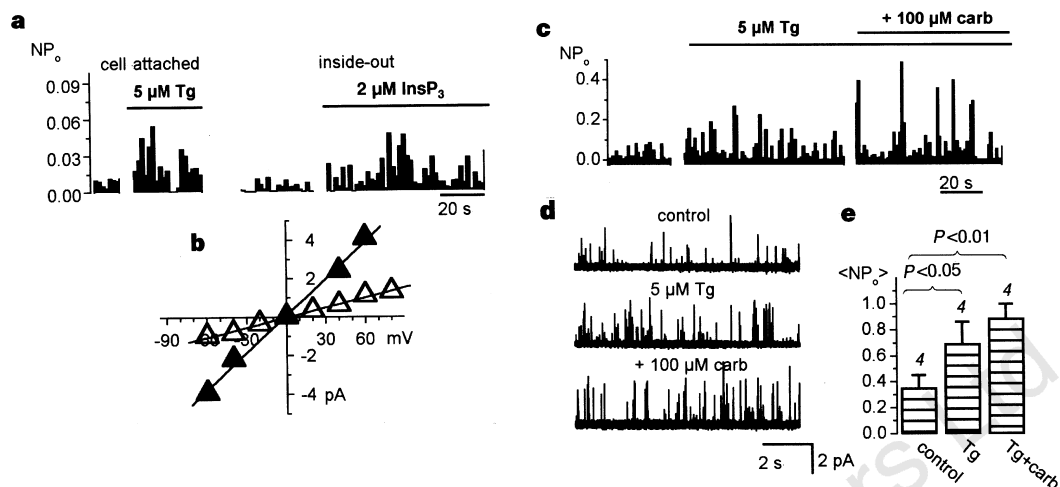 a
NPo
cell attached
inside-out
5 µM Tg
2 µM InsP3
0.09
0.06
0.03
0.00
20 s
b
4
2
-90 -60 -30 30 60 mV
-2
-4 pA
c
+ 100 µM carb
5 µM Tg
NPo
0.4
0.2
0.0
20 s
d
control
5 µM Tg
+ 100 µM carb
2 s 2 pA
e
P<0.01
<NPo> P<0.05
1.0
0.8
0.6
0.4
0.2
0.0
4
4
4
control
Tg
Tg+carb